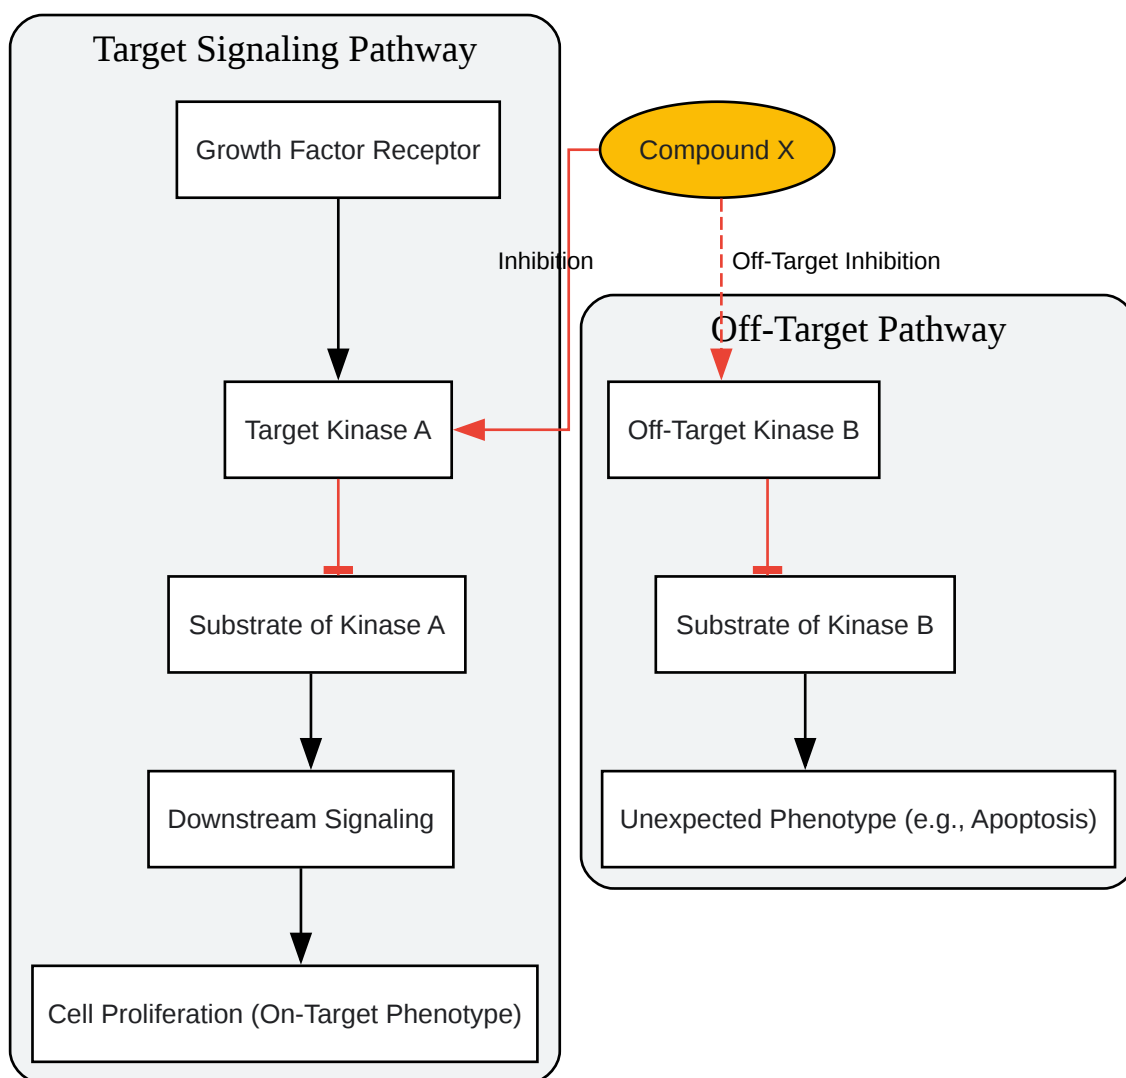 Target Signaling Pathway
Growth Factor Receptor
Compound X
Inhibition
Off-Target Inhibition
Off-Target Pathway
Target Kinase A
Off-Target Kinase B
Substrate of Kinase A
Substrate of Kinase B
Downstream Signaling
Unexpected Phenotype (e.g., Apoptosis)
Cell Proliferation (On-Target Phenotype)